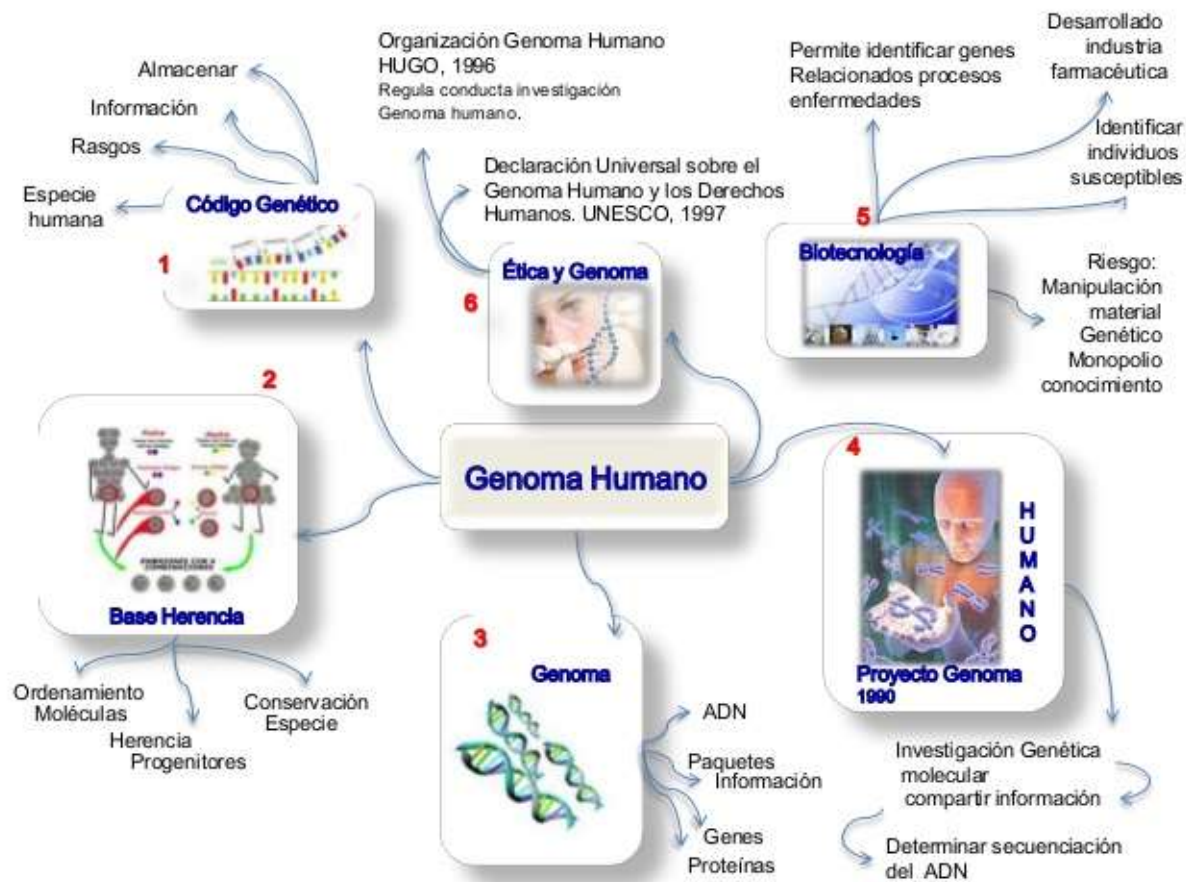 Almacenar
Información
Rasgos
Especie
humana
Código Genético
1
Organización Genoma Humano
HUGO, 1996
Regula conducta investigación
Genoma humano.
Declaración Universal sobre el
Genoma Humano y los Derechos
Humanos. UNESCO, 1997
6
Ética y Genoma
Permite identificar genes
Relacionados procesos
enfermedades
Desarrollado
industria
farmacéutica
Identificar
individuos
susceptibles
5
Biotecnología
Riesgo:
Manipulación
material
Genético
Monopolio
conocimiento
2
Base Herencia
Ordenamiento
Moléculas
Herencia
Progenitores
Conservación
Especie
Genoma Humano
3
Genoma
ADN
Paquetes
Información
Genes
Proteínas
4
HUMANO
Proyecto Genoma
1990
Investigación Genética
molecular
compartir información
Determinar secuenciación
del ADN